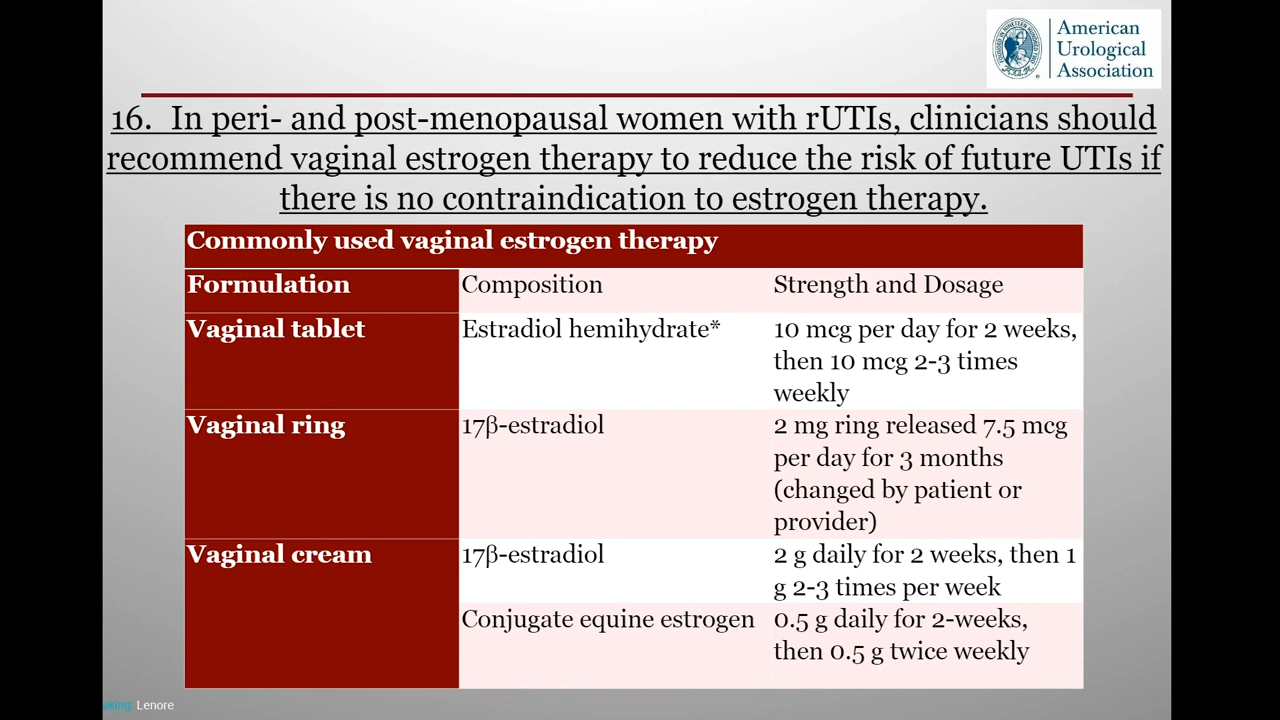 American
Urological
Association
16. In peri- and post-menopausal women with rUTIs, clinicians should
recommend vaginal estrogen therapy to reduce the risk of future UTIs if
there is no contraindication to estrogen therapy.
Commonly used vaginal estrogen therapy
Formulation Composition Strength and Dosage
Vaginal tablet Estradiol hemihydrate* 10 mcg per day for 2 weeks,
then 10 mcg 2-3 times
weekly
Vaginal ring 17β-estradiol 2 mg ring released 7.5 mcg
per day for 3 months
(changed by patient or
provider)
Vaginal cream 17β-estradiol 2 g daily for 2 weeks, then 1
g 2-3 times per week
Conjugate equine estrogen 0.5 g daily for 2-weeks,
then 0.5 g twice weekly
aking: Lenore